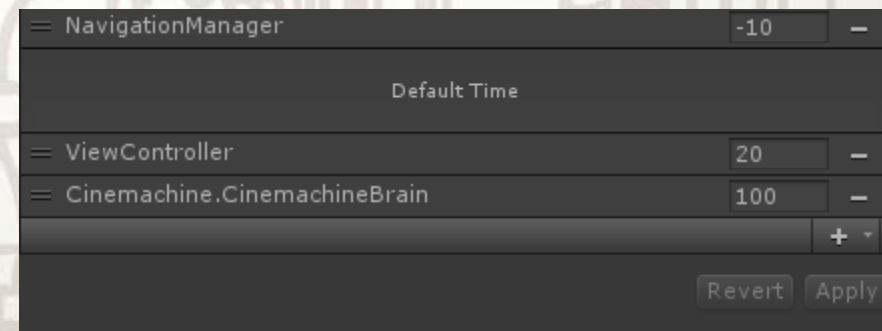 NavigationManager -10
Default Time
ViewController 20
Cinemachine.CinemachineBrain 100
Revert Apply